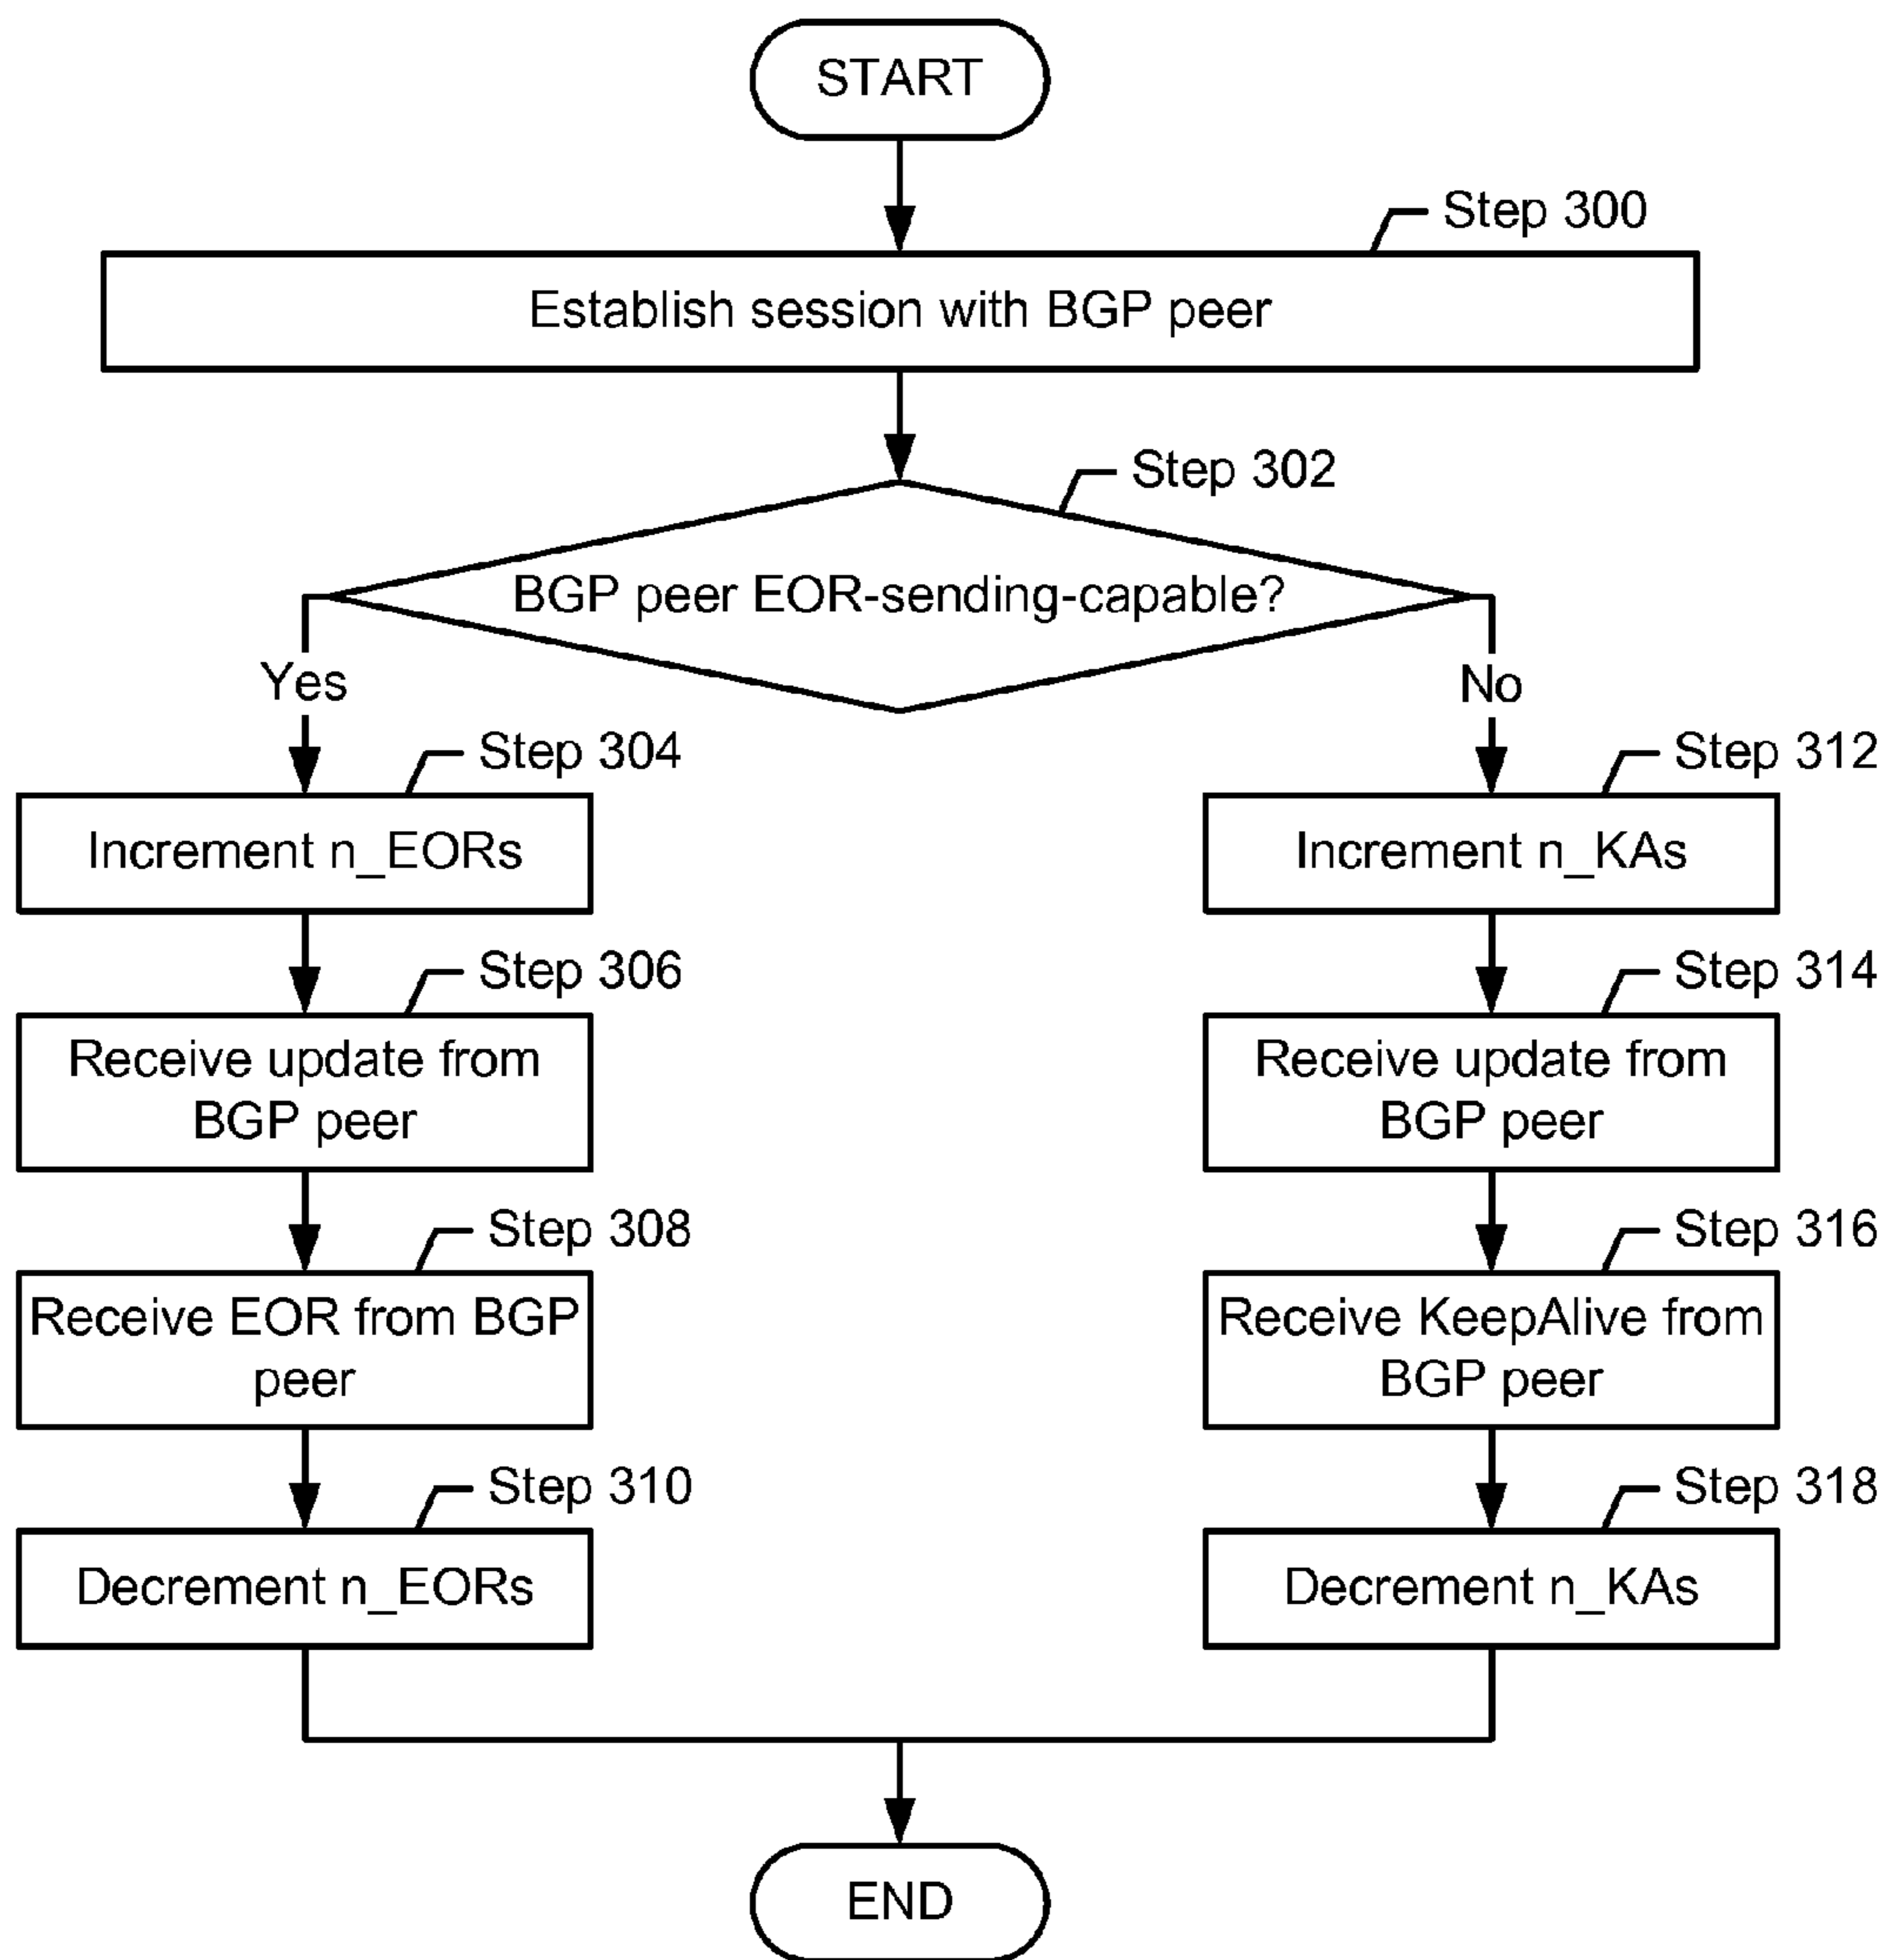 START
Step 300
Establish session with BGP peer
Step 302
BGP peer EOR-sending-capable?
Yes
No
Step 304
Increment n_EORs
Step 306
Receive update from
BGP peer
Step 308
Receive EOR from BGP
peer
Step 310
Decrement n_EORs
Step 312
Increment n_KAs
Step 314
Receive update from
BGP peer
Step 316
Receive KeepAlive from
BGP peer
Step 318
Decrement n_KAs
END